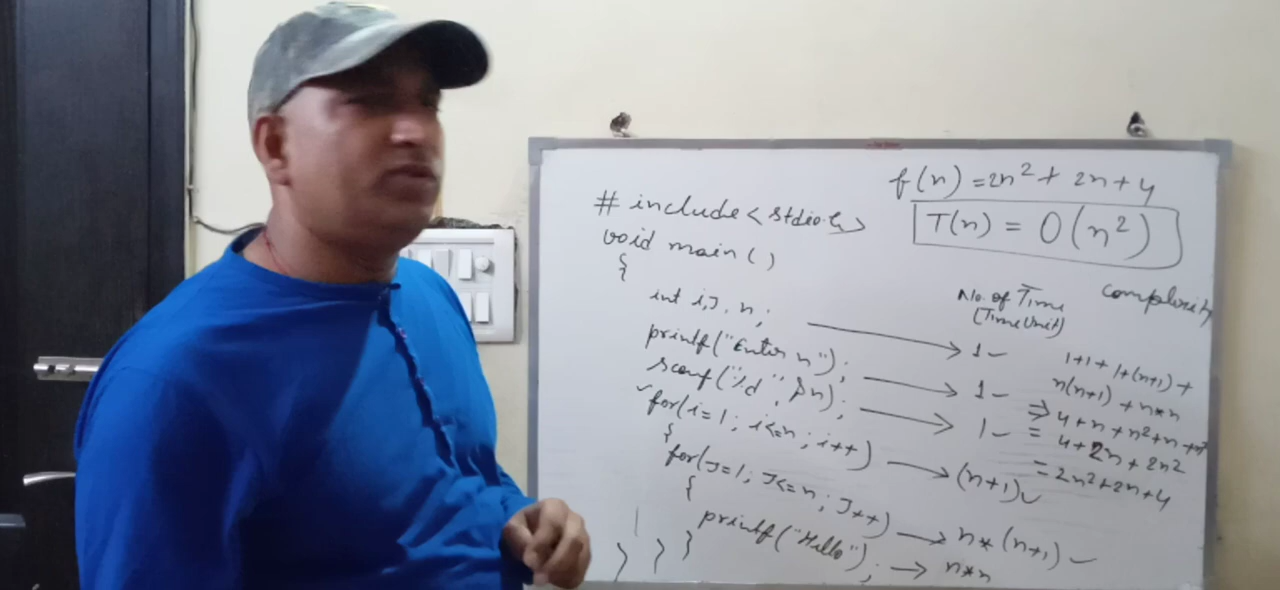 f(n) = 2n² + 2n + 4
T(n) = O(n²)
# include <stdio.h>
void main ( )
{
int i, J, n;
printf("Enter n");
scanf("%d", &n);
for(i=1; i<=n; i++)
{
for(J=1; J<=n; J++)
{
printf("Hello");
} } }
No. of Time
(Time Unit)
1
1
1
(n+1)
n*(n+1)
n*n
complexity
1+1+1+(n+1)+
n(n+1)+n*n
⇒ 4+n+n²+n+n²
= 4+2n+2n²
= 2n²+2n+4